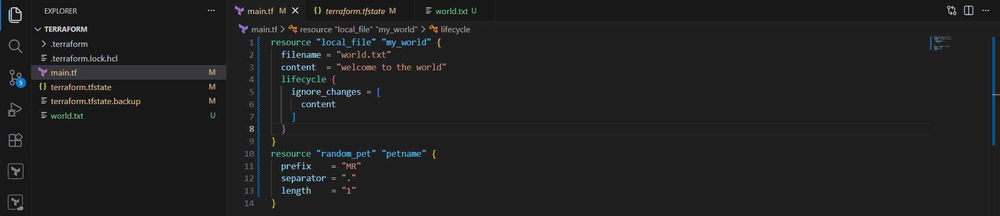 EXPLORER
TERRAFORM
.terraform
.terraform.lock.hcl
main.tf M
terraform.tfstate M
terraform.tfstate.backup M
world.txt U
5
main.tf M
terraform.tfstate M
world.txt U
main.tf > resource "local_file" "my_world" > lifecycle
1 resource "local_file" "my_world" {
2 filename = "world.txt"
3 content  = "welcome to the world"
4 lifecycle {
5 ignore_changes = [
6 content
7 ]
8 }
9 }
10 resource "random_pet" "petname" {
11 prefix    = "MR"
12 separator = "."
13 length    = "1"
14 }